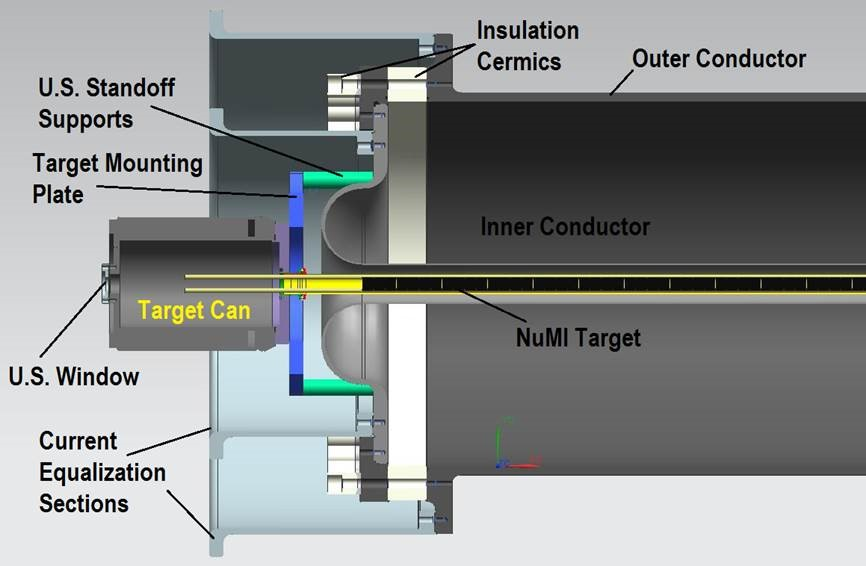 Insulation
Cermics
Outer Conductor
U.S. Standoff
Supports
Target Mounting
Plate
Inner Conductor
Target Can
NuMI Target
U.S. Window
Current
Equalization
Sections